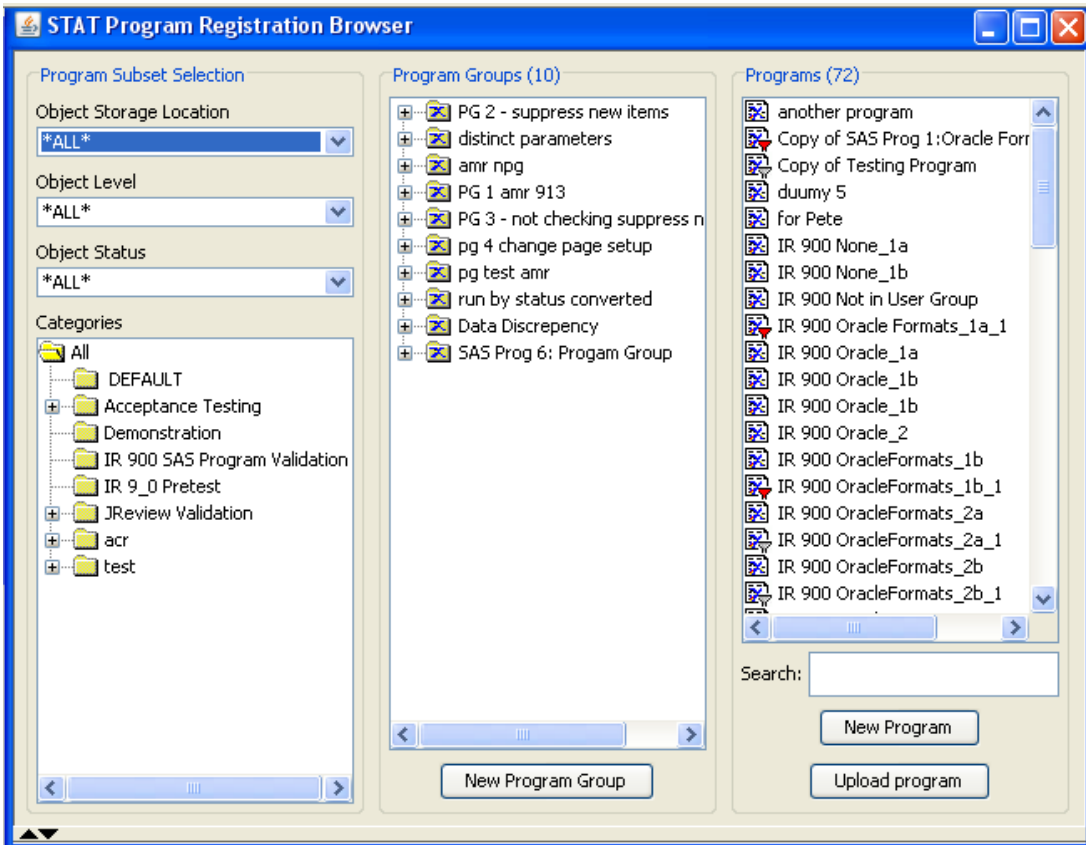 STAT Program Registration Browser
Program Subset Selection
Object Storage Location
*ALL*
Object Level
*ALL*
Object Status
*ALL*
Categories
All
DEFAULT
Acceptance Testing
Demonstration
IR 900 SAS Program Validation
IR 9_0 Pretest
JReview Validation
acr
test
Program Groups (10)
PG 2 - suppress new items
distinct parameters
amr npg
PG 1 amr 913
PG 3 - not checking suppress n
pg 4 change page setup
pg test amr
run by status converted
Data Discrepency
SAS Prog 6: Progam Group
New Program Group
Programs (72)
another program
Copy of SAS Prog 1:Oracle Forr
Copy of Testing Program
duumy 5
for Pete
IR 900 None_1a
IR 900 None_1b
IR 900 Not in User Group
IR 900 Oracle Formats_1a_1
IR 900 Oracle_1a
IR 900 Oracle_1b
IR 900 Oracle_1b
IR 900 Oracle_2
IR 900 OracleFormats_1b
IR 900 OracleFormats_1b_1
IR 900 OracleFormats_2a
IR 900 OracleFormats_2a_1
IR 900 OracleFormats_2b
IR 900 OracleFormats_2b_1
Search:
New Program
Upload program